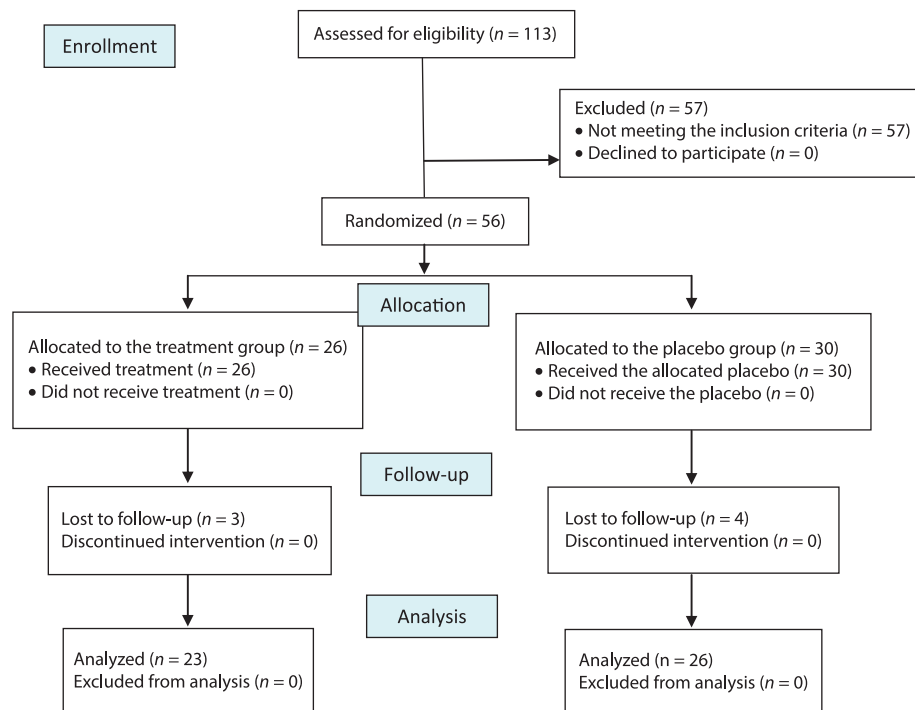 Enrollment
Assessed for eligibility (n = 113)
Excluded (n = 57)
• Not meeting the inclusion criteria (n = 57)
• Declined to participate (n = 0)
Randomized (n = 56)
Allocation
Allocated to the treatment group (n = 26)
• Received treatment (n = 26)
• Did not receive treatment (n = 0)
Allocated to the placebo group (n = 30)
• Received the allocated placebo (n = 30)
• Did not receive the placebo (n = 0)
Follow-up
Lost to follow-up (n = 3)
Discontinued intervention (n = 0)
Lost to follow-up (n = 4)
Discontinued intervention (n = 0)
Analysis
Analyzed (n = 23)
Excluded from analysis (n = 0)
Analyzed (n = 26)
Excluded from analysis (n = 0)